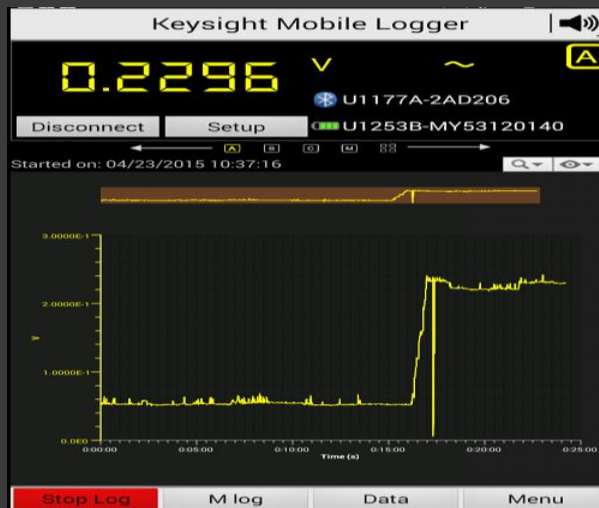 Keysight Mobile Logger
A
0.2296 V ~
U1177A-2AD206
Disconnect Setup U1253B-MY53120140
A B C M
Started on: 04/23/2015 10:37:16
3.0000E-1
2.0000E-1
V
1.0000E-1
0.0E0
0:00:00 0:05:00 0:10:00 0:15:00 0:20:00 0:25:00
Time (s)
Stop Log M log Data Menu